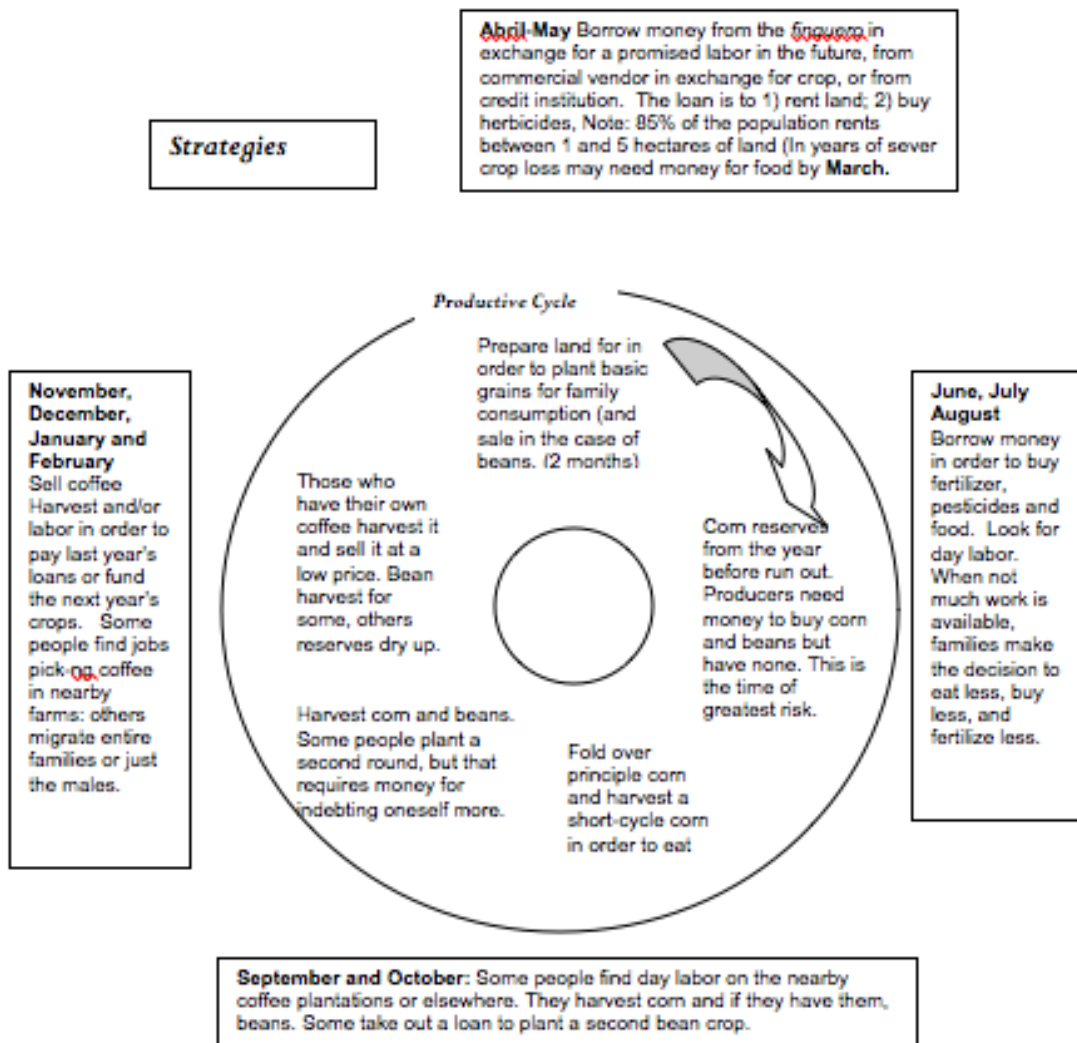 Abril-May Borrow money from the finquero in
exchange for a promised labor in the future, from
commercial vendor in exchange for crop, or from
credit institution. The loan is to 1) rent land; 2) buy
herbicides, Note: 85% of the population rents
between 1 and 5 hectares of land (In years of sever
crop loss may need money for food by March.
Strategies
Productive Cycle
Prepare land for in
order to plant basic
grains for family
consumption (and
sale in the case of
beans. (2 months)
Corn reserves
from the year
before run out.
Producers need
money to buy corn
and beans but
have none. This is
the time of
greatest risk.
Fold over
principle corn
and harvest a
short-cycle corn
in order to eat
Harvest corn and beans.
Some people plant a
second round, but that
requires money for
indebting oneself more.
Those who
have their own
coffee harvest it
and sell it at a
low price. Bean
harvest for
some, others
reserves dry up.
June, July
August
Borrow money
in order to buy
fertilizer,
pesticides and
food. Look for
day labor.
When not
much work is
available,
families make
the decision to
eat less, buy
less, and
fertilize less.
September and October: Some people find day labor on the nearby
coffee plantations or elsewhere. They harvest corn and if they have them,
beans. Some take out a loan to plant a second bean crop.
November,
December,
January and
February
Sell coffee
Harvest and/or
labor in order to
pay last year's
loans or fund
the next year's
crops. Some
people find jobs
pick-ng coffee
in nearby
farms: others
migrate entire
families or just
the males.